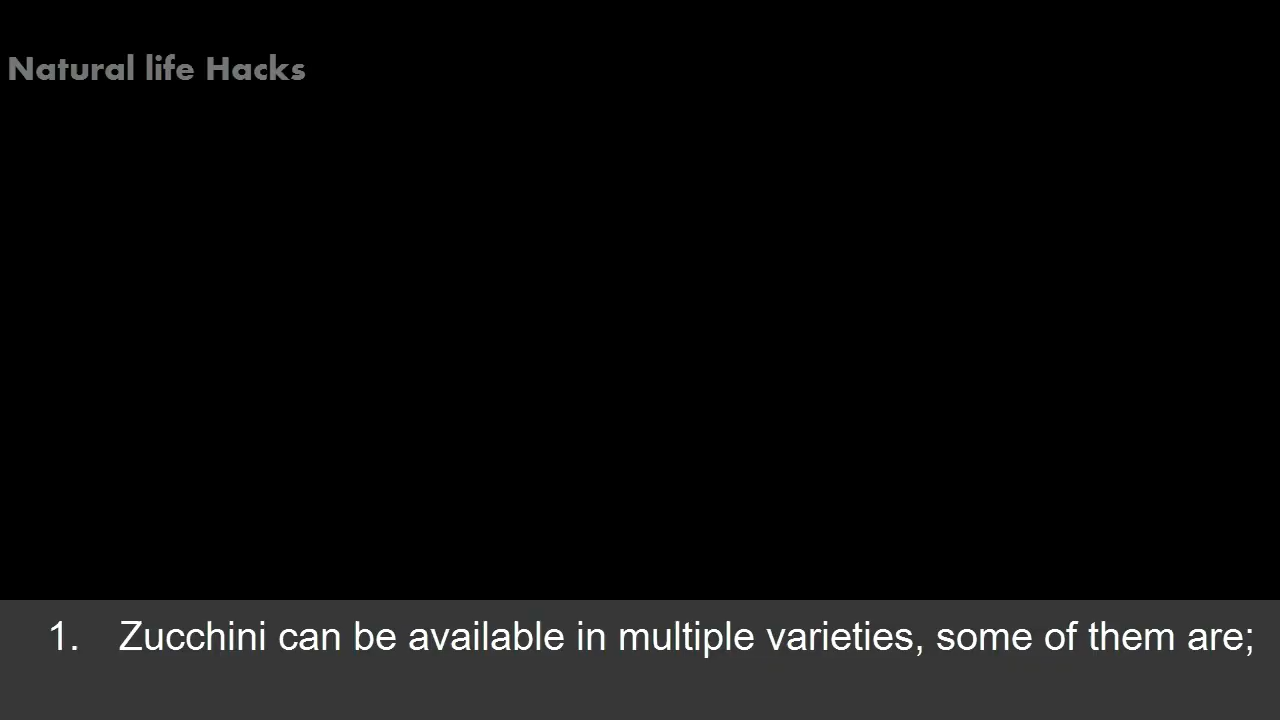 Natural life Hacks
1. Zucchini can be available in multiple varieties, some of them are;